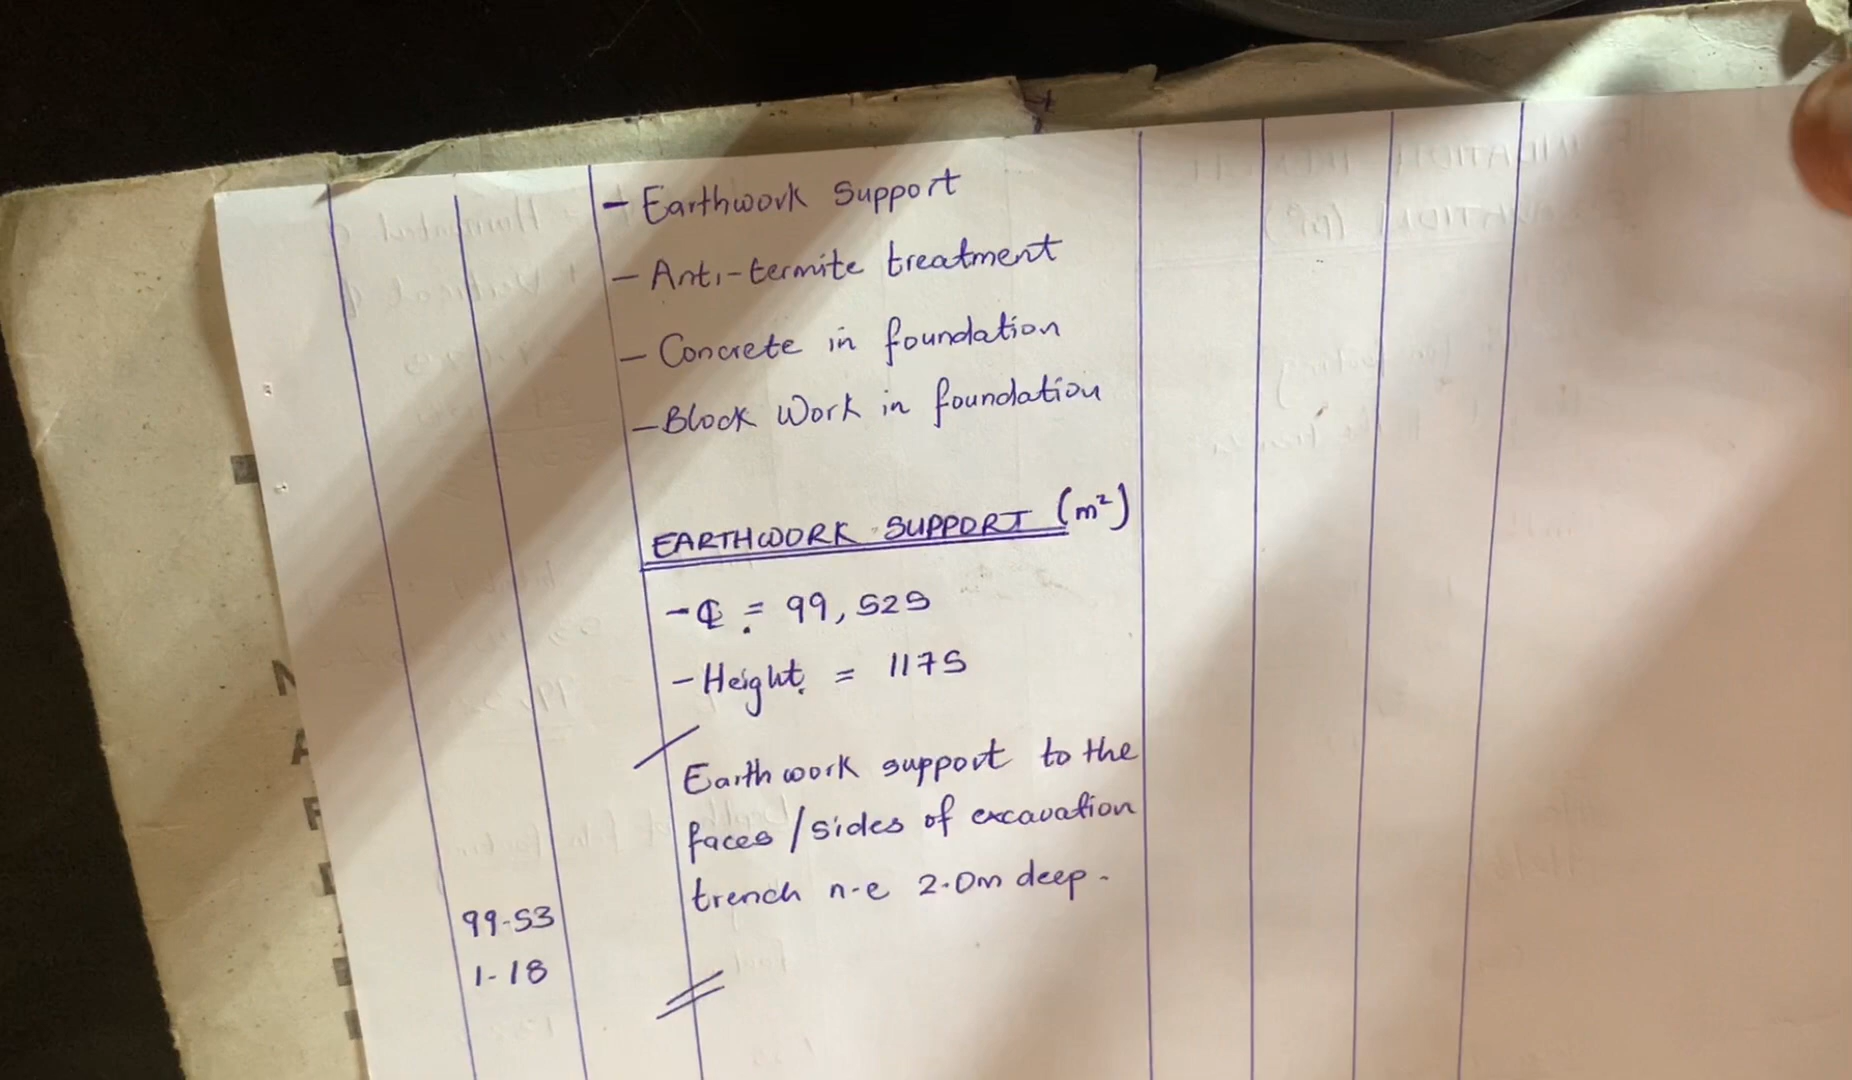 - Earthwork Support
- Anti-termite treatment
- Concrete in foundation
- Block Work in foundation
EARTHWORK SUPPORT (m²)
- ℄ = 99,525
- Height = 1175
Earth work support to the
faces / sides of excavation
trench n-e 2.0m deep.
99-53
1-18